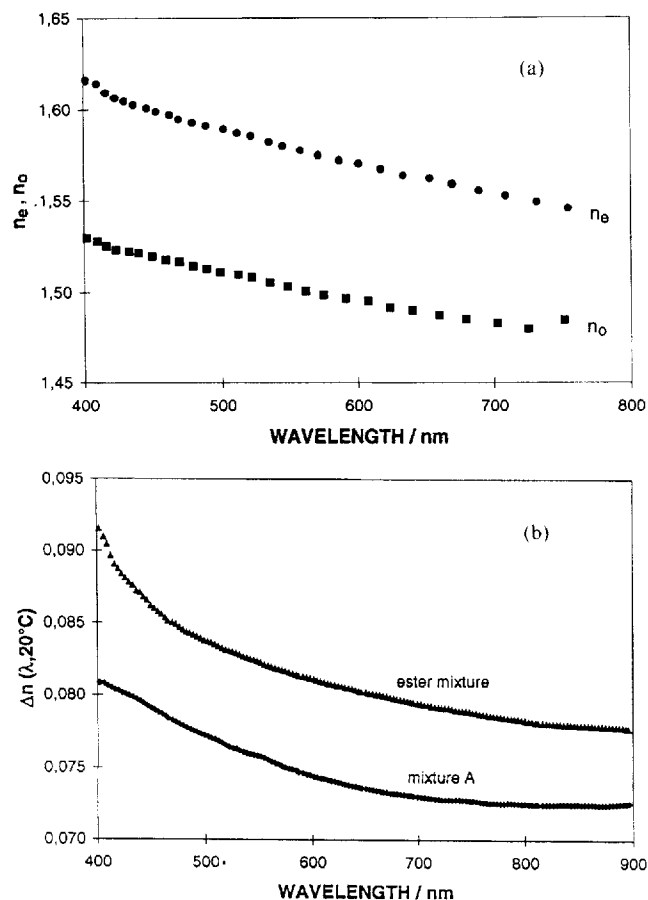 1,65
(a)
1,60
n_e, n_o
1,55
n_e
1,50
n_o
1,45
400 500 600 700 800
WAVELENGTH / nm
0,095
(b)
0,090
0,085
Δn (λ,20°C)
ester mixture
0,080
mixture A
0,075
0,070
400 500 600 700 800 900
WAVELENGTH / nm